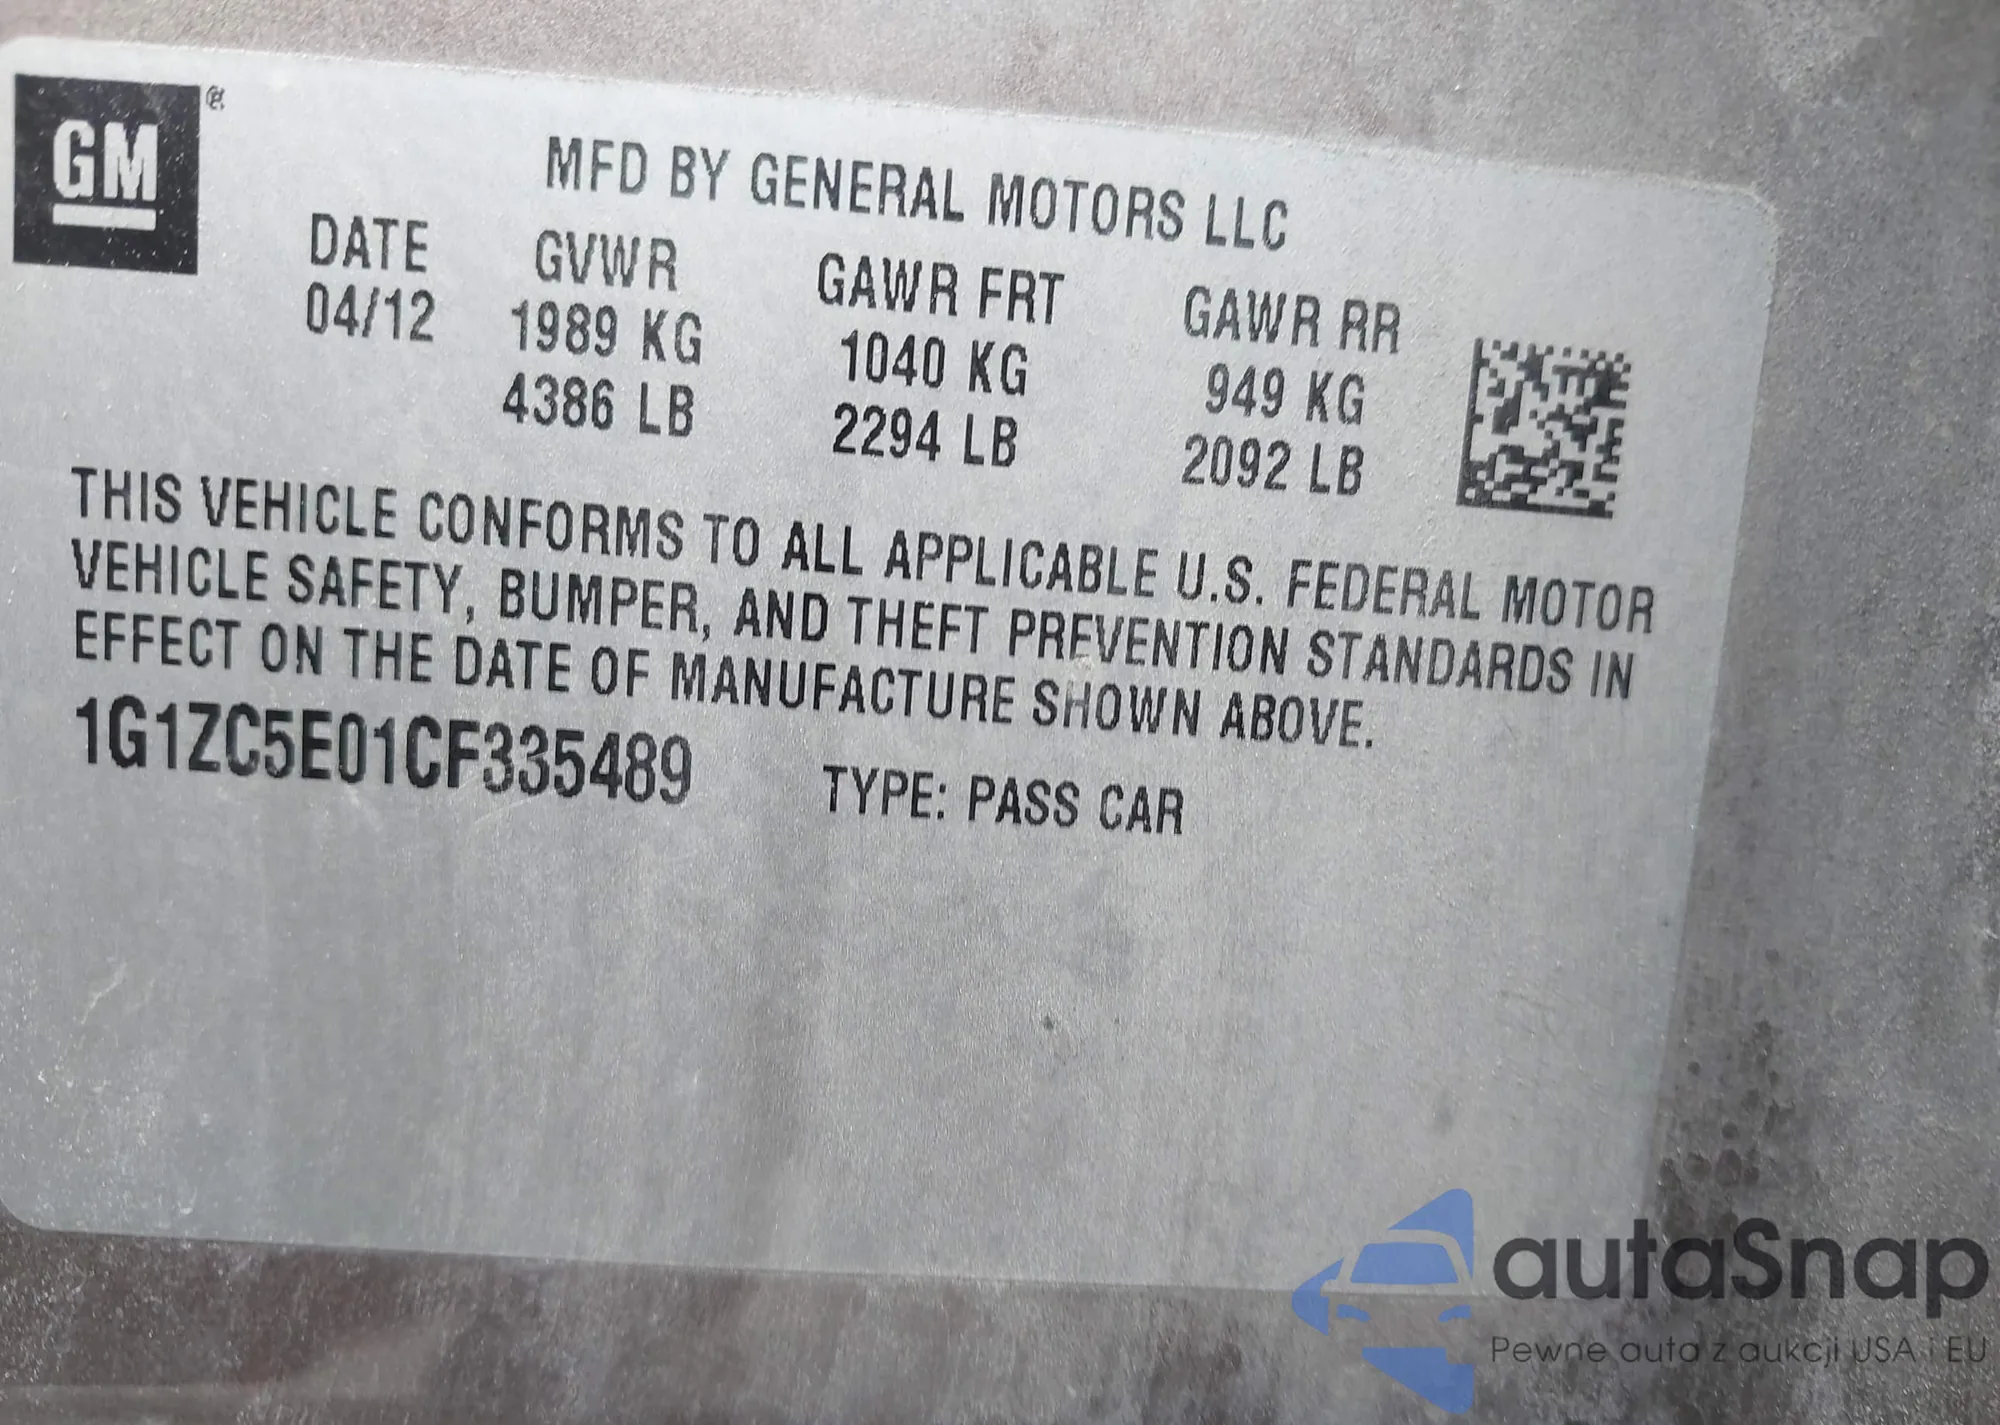 GM®
MFD BY GENERAL MOTORS LLC
DATE GVWR GAWR FRT GAWR RR
04/12 1989 KG 1040 KG 949 KG
4386 LB 2294 LB 2092 LB
THIS VEHICLE CONFORMS TO ALL APPLICABLE U.S. FEDERAL MOTOR
VEHICLE SAFETY, BUMPER, AND THEFT PREVENTION STANDARDS IN
EFFECT ON THE DATE OF MANUFACTURE SHOWN ABOVE.
1G1ZC5E01CF335489 TYPE: PASS CAR
autaSnap
Pewne auta z aukcji USA i EU